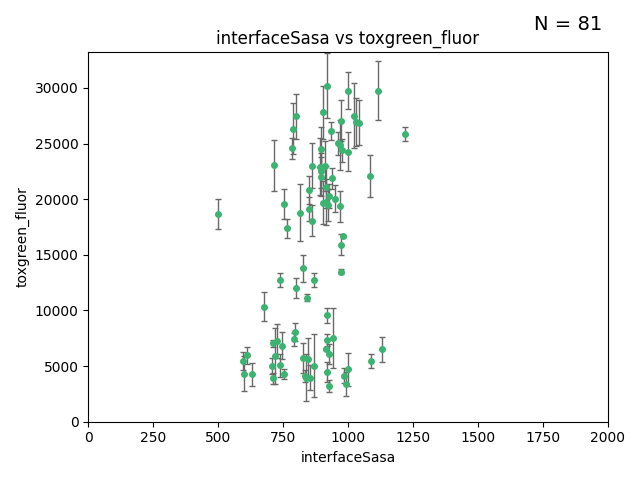 N = 81
interfaceSasa vs toxgreen_fluor
30000
25000
20000
15000
10000
5000
0
toxgreen_fluor
0 250 500 750 1000 1250 1500 1750 2000
interfaceSasa